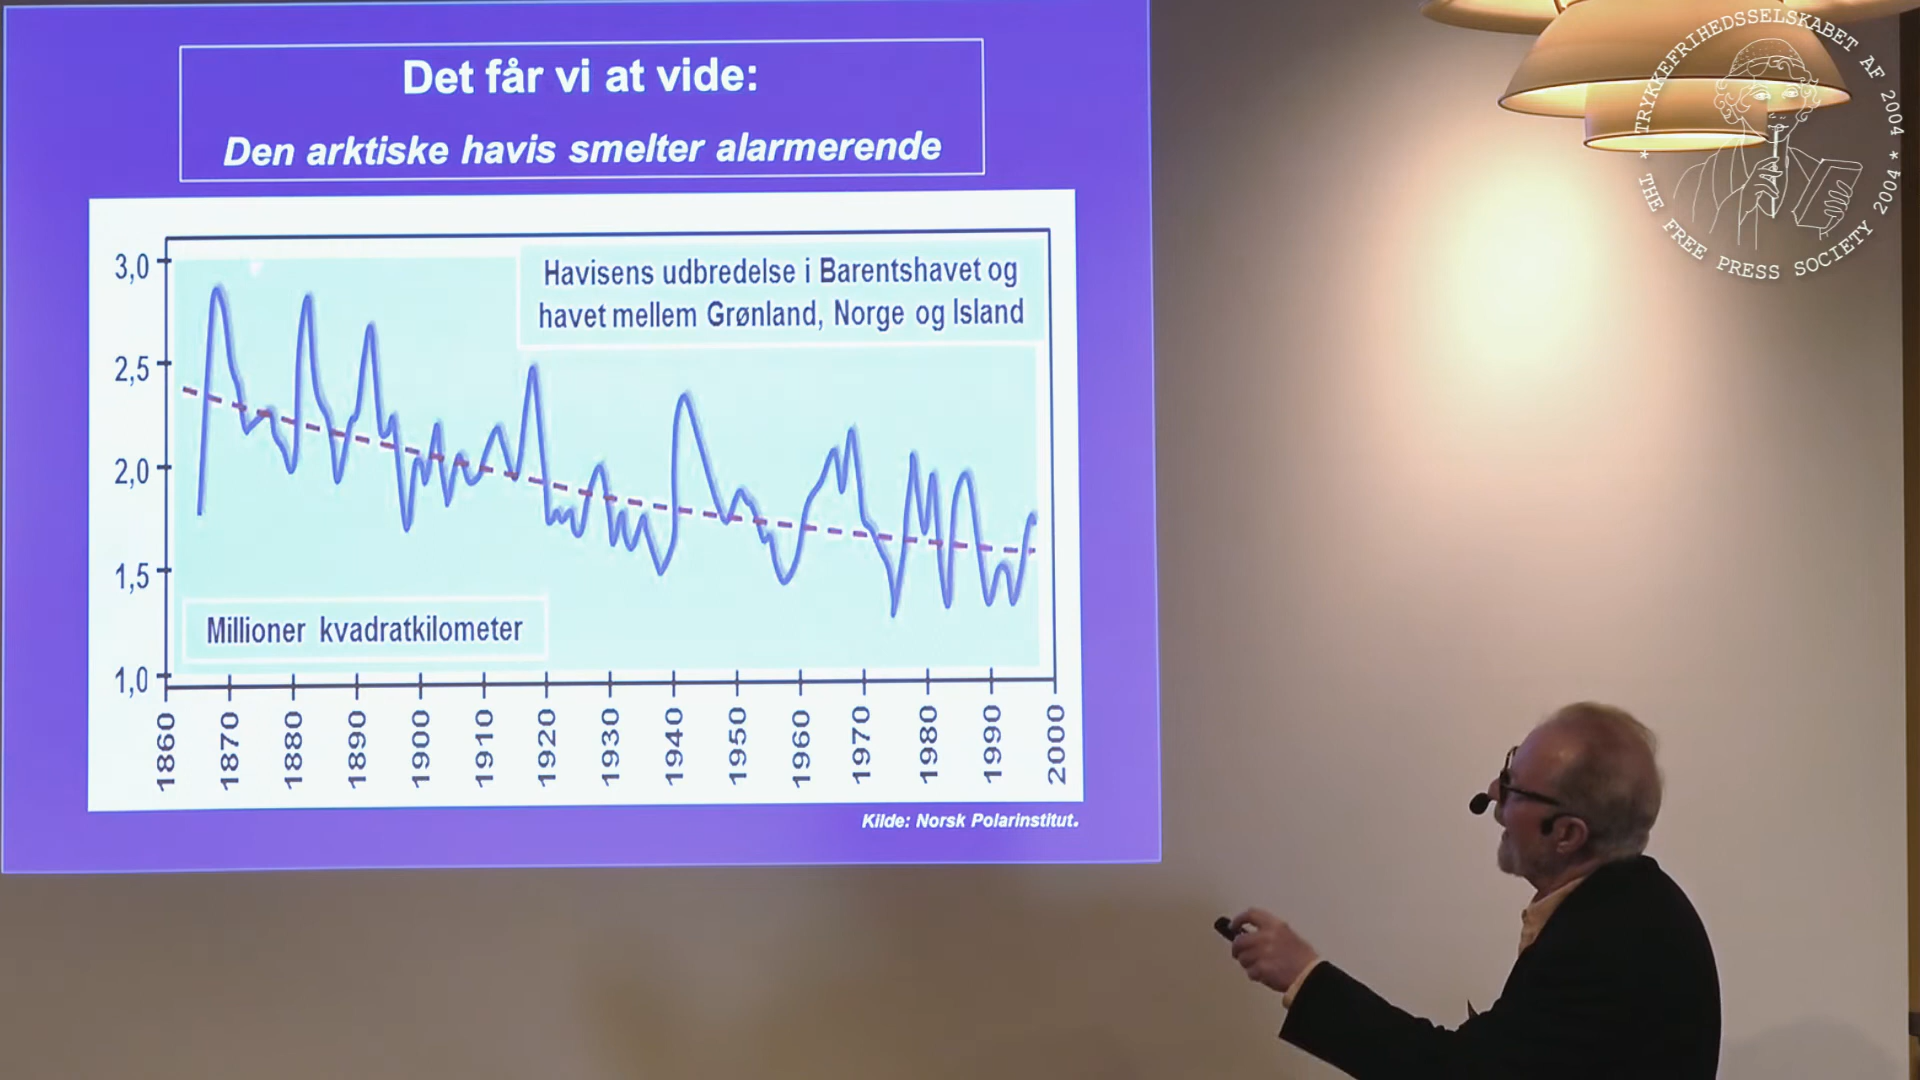 Det får vi at vide:
Den arktiske havis smelter alarmerende
Havisens udbredelse i Barentshavet og
havet mellem Grønland, Norge og Island
3,0
2,5
2,0
1,5
1,0
Millioner kvadratkilometer
1860 1870 1880 1890 1900 1910 1920 1930 1940 1950 1960 1970 1980 1990 2000
Kilde: Norsk Polarinstitut.
* TRYKKEFRIHEDSSELSKABET AF 2004 *
THE FREE PRESS SOCIETY 2004